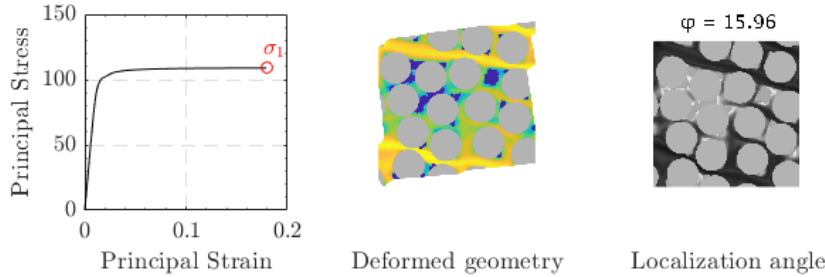 φ = 15.96
150
100
50
0
σ₁
0
0.1
0.2
Principal Stress
Principal Strain
Deformed geometry
Localization angle